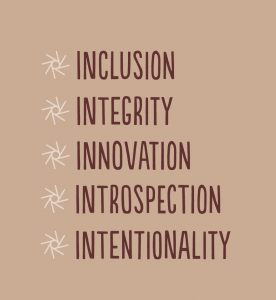 INCLUSION
INTEGRITY
INNOVATION
INTROSPECTION
INTENTIONALITY